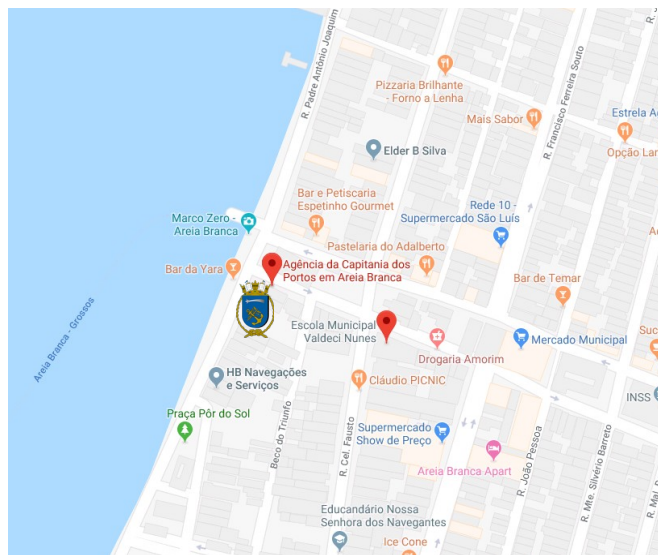 R. Padre Antônio Joaquim
Pizzaria Brilhante
- Forno a Lenha
R. Francisco Ferreira Souto
Mais Sabor
Estrela
Opção Lan
Elder B Silva
Bar e Petiscaria
Espetinho Gourmet
Rede 10 -
Supermercado São Luís
Marco Zero -
Areia Branca
Pastelaria do Adalberto
Bar da Yara
Agência da Capitania dos
Portos em Areia Branca
Bar de Temar
Areia Branca - Grossos
Escola Municipal
Valdeci Nunes
Drogaria Amorim
Mercado Municipal
Suc
HB Navegações
e Serviços
Cláudio PICNIC
INSS
Praça Pôr do Sol
Beco do Triunfo
R. Cel. Fausto
Supermercado
Show de Preço
Areia Branca Apart
R. João Pessoa
R. Mte. Silvério Barreto
Educandário Nossa
Senhora dos Navegantes
Ice Cone